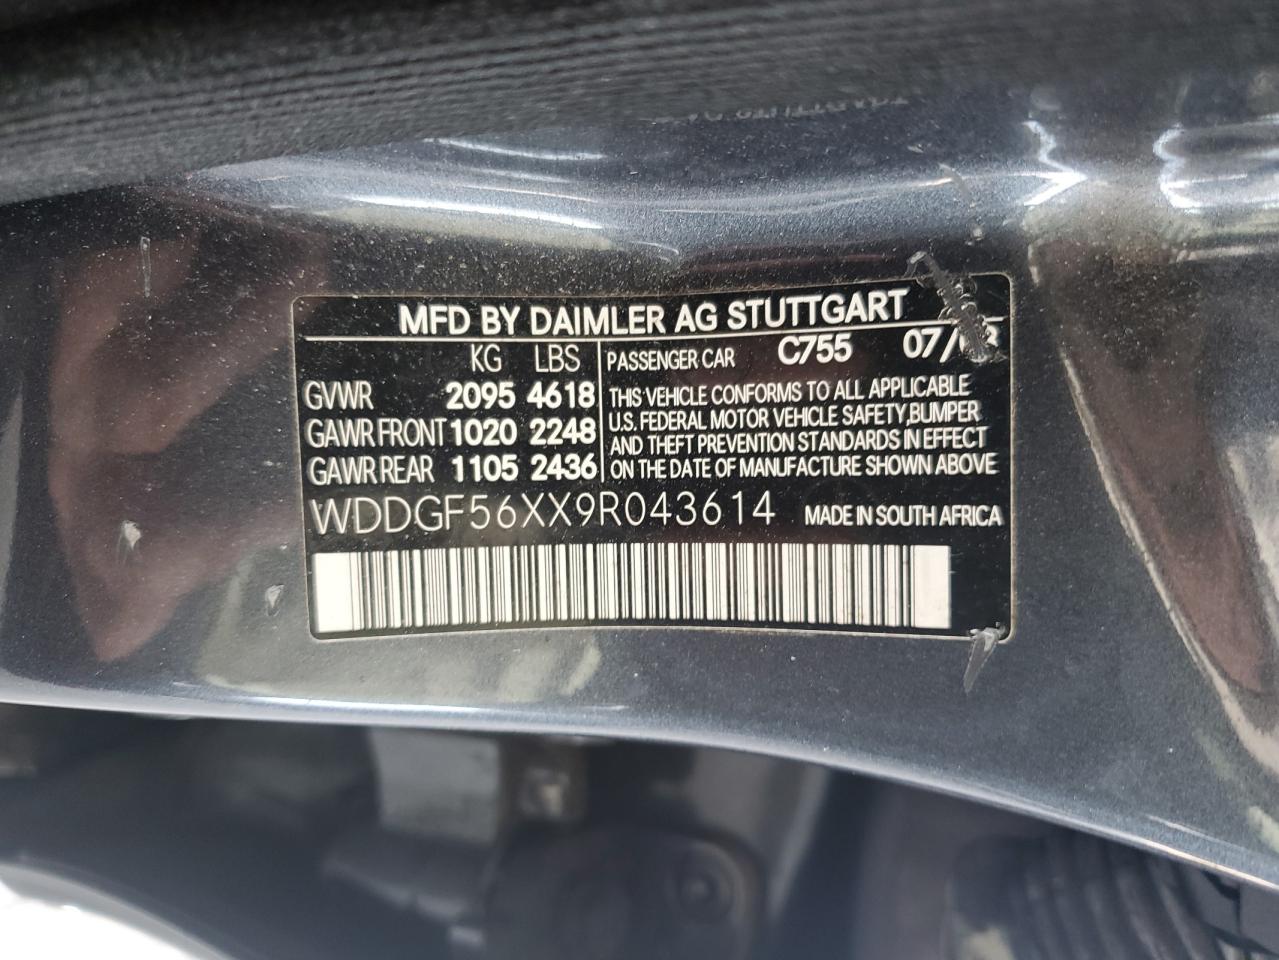 MFD BY DAIMLER AG STUTTGART
KG LBS
PASSENGER CAR C755 07/08
GVWR 2095 4618
GAWR FRONT 1020 2248
GAWR REAR 1105 2436
THIS VEHICLE CONFORMS TO ALL APPLICABLE
U.S. FEDERAL MOTOR VEHICLE SAFETY,BUMPER
AND THEFT PREVENTION STANDARDS IN EFFECT
ON THE DATE OF MANUFACTURE SHOWN ABOVE
WDDGF56XX9R043614 MADE IN SOUTH AFRICA